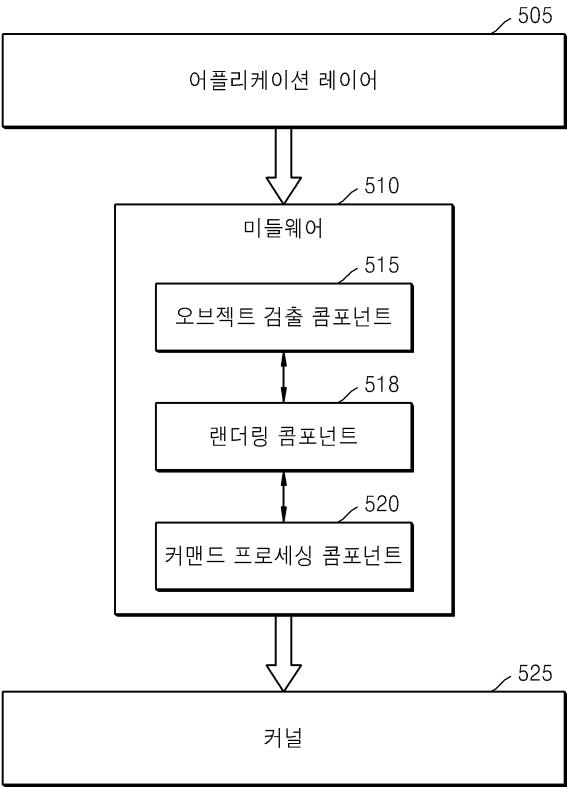 505
어플리케이션 레이어
510
미들웨어
515
오브젝트 검출 콤포넌트
518
랜더링 콤포넌트
520
커맨드 프로세싱 콤포넌트
525
커널